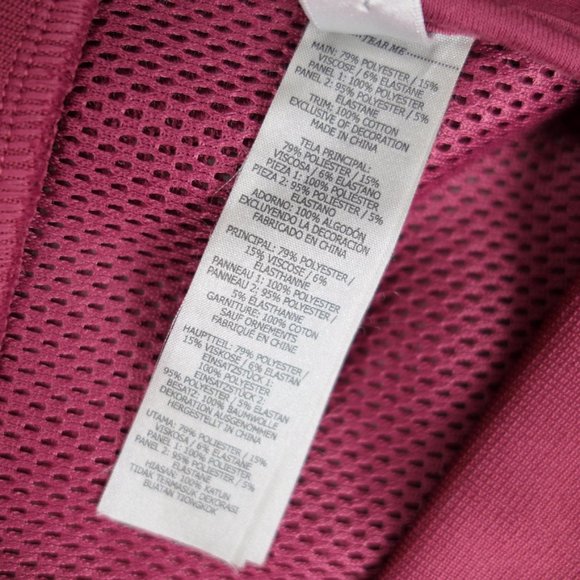 TEAR ME
MAIN: 79% POLYESTER / 15%
VISCOSE / 6% ELASTANE
PANEL 1: 100% POLYESTER
PANEL 2: 95% POLYESTER / 5%
ELASTANE
TRIM: 100% COTTON
EXCLUSIVE OF DECORATION
MADE IN CHINA
TELA PRINCIPAL:
79% POLIESTER / 15%
VISCOSA / 6% ELASTANO
PIEZA 1: 100% POLIESTER
PIEZA 2: 95% POLIESTER / 5%
ELASTANO
ADORNO: 100% ALGODÓN
EXCLUYENDO LA DECORACIÓN
FABRICADO EN CHINA
PRINCIPAL: 79% POLYESTER /
15% VISCOSE / 6%
ELASTHANNE
PANNEAU 1: 100% POLYESTER
PANNEAU 2: 95% POLYESTER /
5% ELASTHANNE
GARNITURE: 100% COTON
SAUF ORNEMENTS
FABRIQUÉ EN CHINE
HAUPTTEIL: 79% POLYESTER /
15% VISKOSE / 6% ELASTAN
EINSATZSTÜCK 1:
100% POLYESTER
EINSATZSTÜCK 2:
95% POLYESTER / 5% ELASTAN
BESATZ: 100% BAUMWOLLE
DEKORATION AUSGENOMMEN
HERGESTELLT IN CHINA
UTAMA: 79% POLYESTER / 15%
VISKOSA / 6% ELASTANE
PANEL 1: 100% POLYESTER
PANEL 2: 95% POLYESTER / 5%
ELASTANE
HIASAN: 100% KATUN
TIDAK TERMASUK DEKORASI
BUATAN TIONGKOK